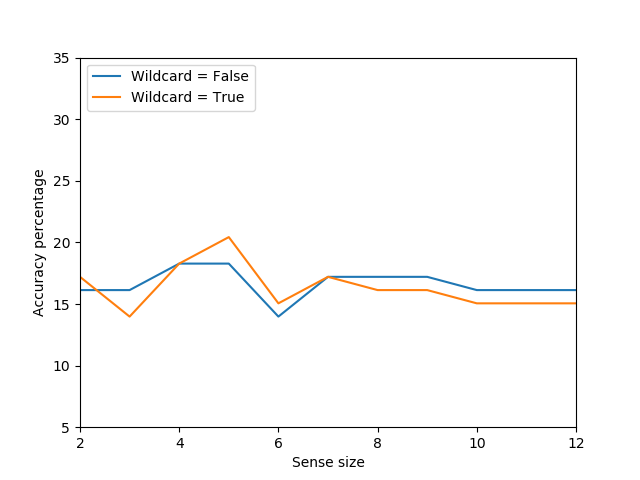 35
30
25
20
15
10
5
Accuracy percentage
Wildcard = False
Wildcard = True
2 4 6 8 10 12
Sense size